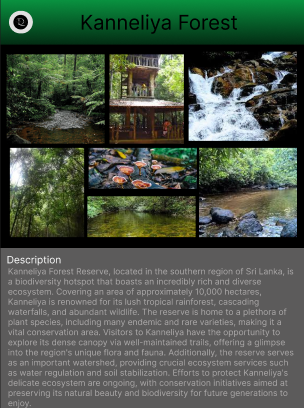 Kanneliya Forest
Description
Kanneliya Forest Reserve, located in the southern region of Sri Lanka, is
a biodiversity hotspot that boasts an incredibly rich and diverse
ecosystem. Covering an area of approximately 10,000 hectares,
Kanneliya is renowned for its lush tropical rainforest, cascading
waterfalls, and abundant wildlife. The reserve is home to a plethora of
plant species, including many endemic and rare varieties, making it a
vital conservation area. Visitors to Kanneliya have the opportunity to
explore its dense canopy via well-maintained trails, offering a glimpse
into the region's unique flora and fauna. Additionally, the reserve serves
as an important watershed, providing crucial ecosystem services such
as water regulation and soil stabilization. Efforts to protect Kanneliya's
delicate ecosystem are ongoing, with conservation initiatives aimed at
preserving its natural beauty and biodiversity for future generations to
enjoy.